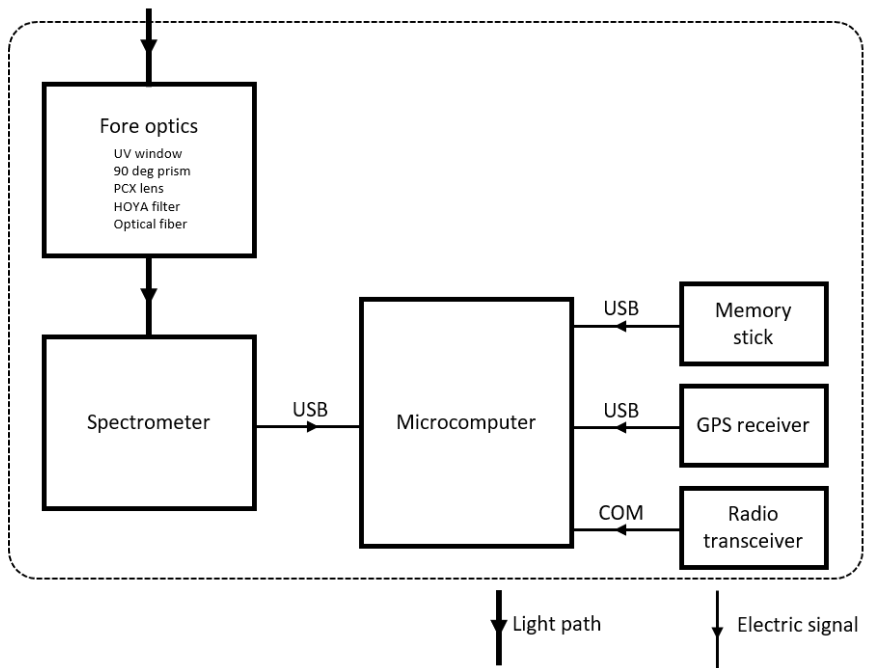 Fore optics
UV window
90 deg prism
PCX lens
HOYA filter
Optical fiber
Spectrometer
USB
Microcomputer
USB
Memory
stick
USB
GPS receiver
COM
Radio
transceiver
Light path
Electric signal